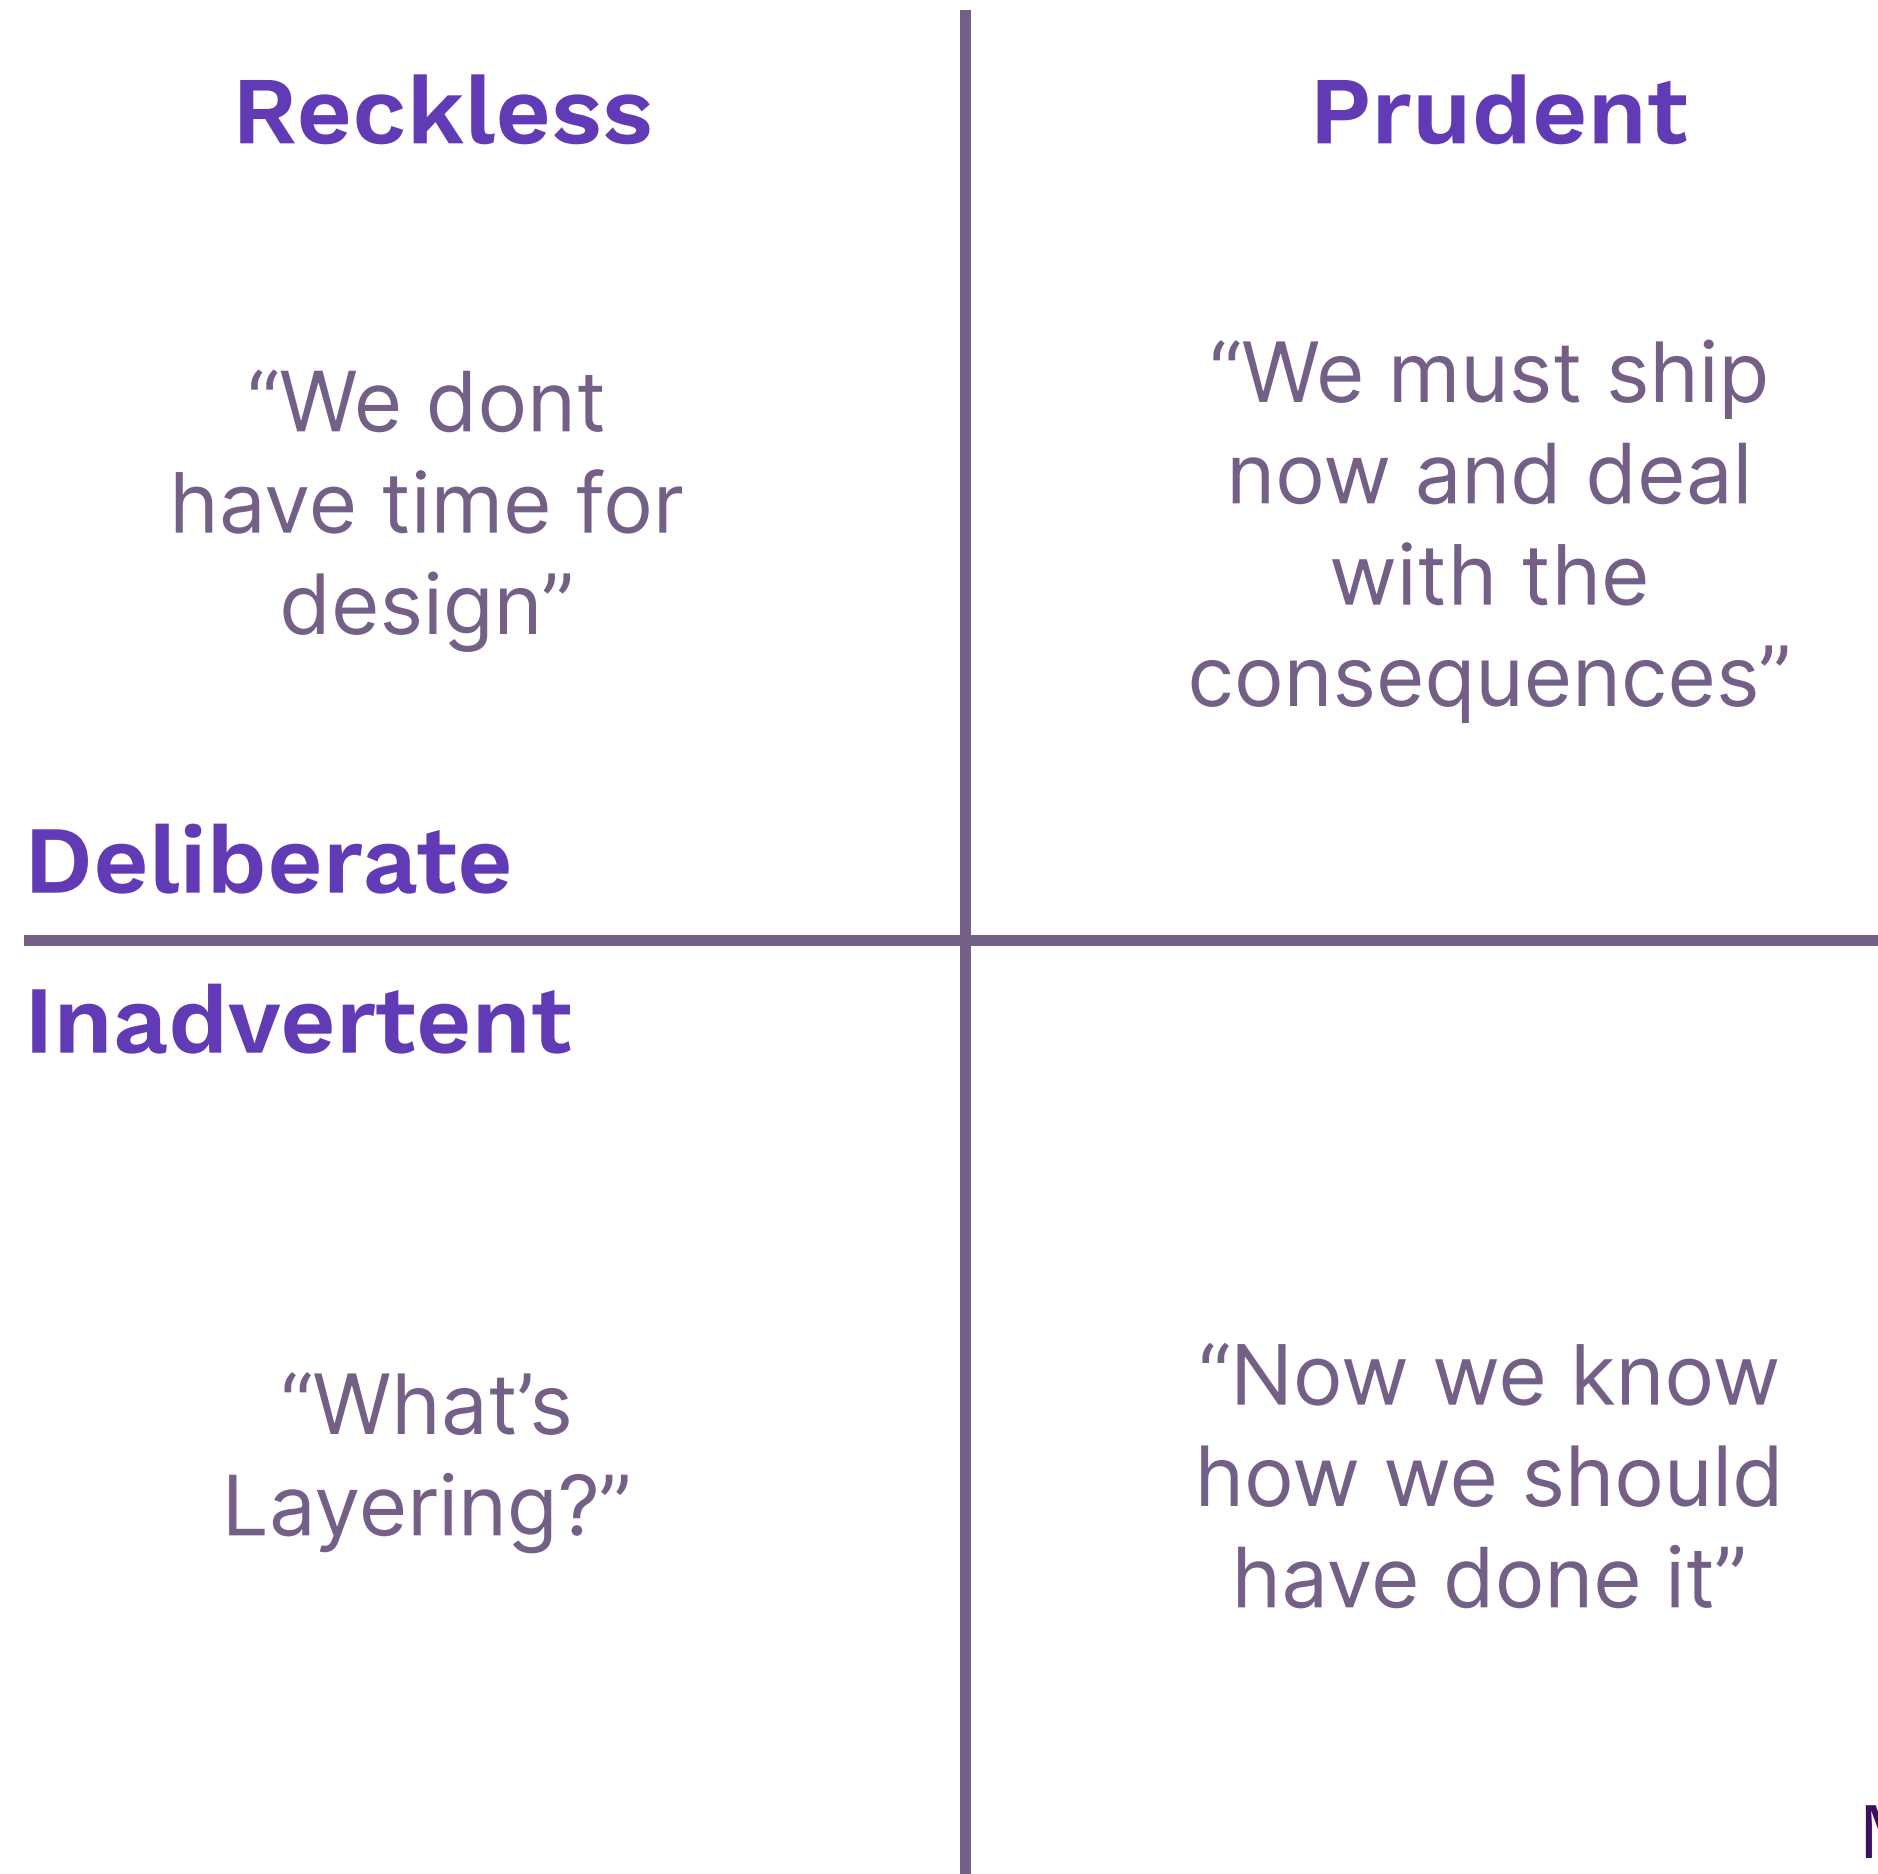 Reckless
Prudent
“We dont
have time for
design”
“We must ship
now and deal
with the
consequences”
Deliberate
Inadvertent
“What’s
Layering?”
“Now we know
how we should
have done it”